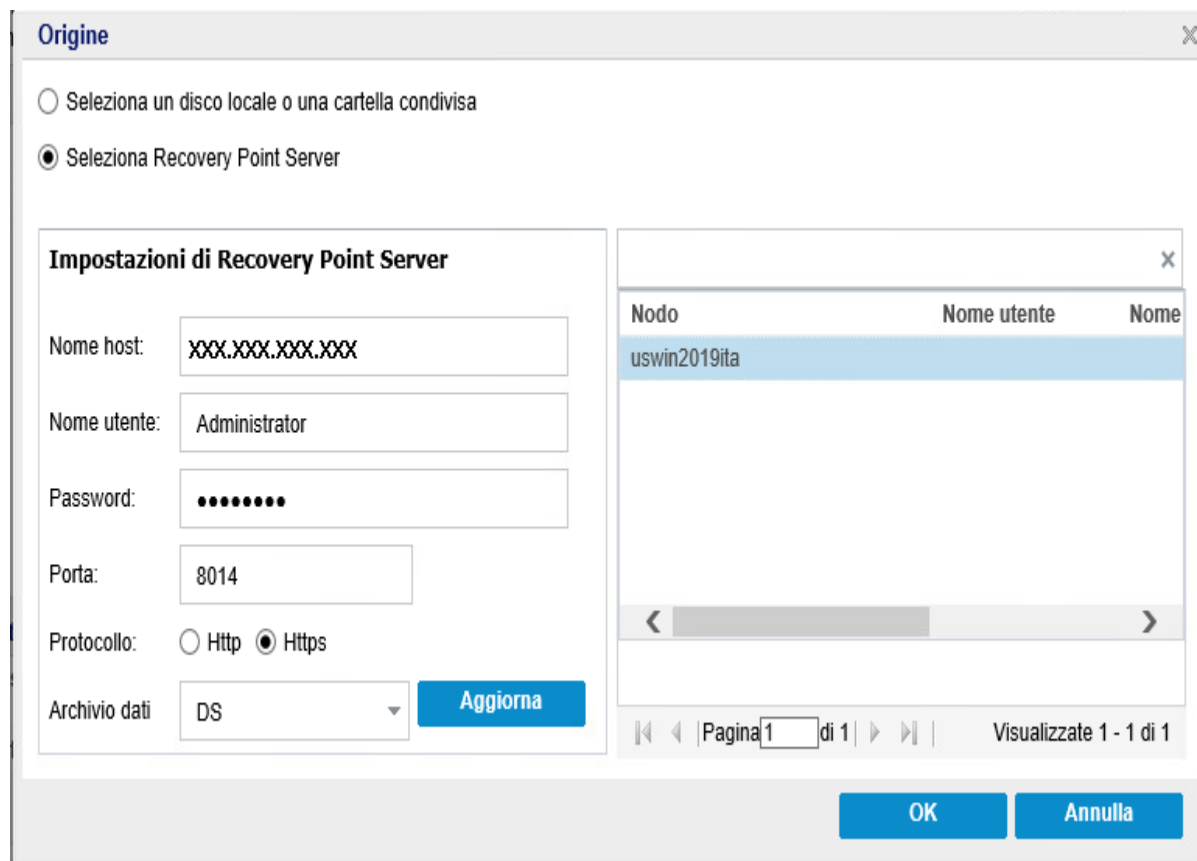 Origine
Seleziona un disco locale o una cartella condivisa
Seleziona Recovery Point Server
Impostazioni di Recovery Point Server
Nome host:
XXX.XXX.XXX.XXX
Nome utente:
Administrator
Password:
••••••••
Porta:
8014
Protocollo:
Http
Https
Archivio dati
DS
Aggiorna
Nodo
Nome utente
Nome
uswin2019ita
Pagina 1 di 1
Visualizzate 1 - 1 di 1
OK
Annulla